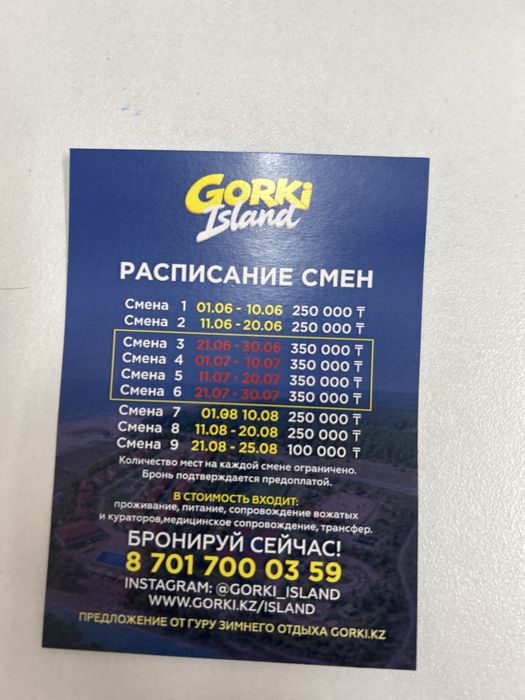 GORKI
Island
РАСПИСАНИЕ СМЕН
Смена 1 01.06 - 10.06 250 000 ₸
Смена 2 11.06 - 20.06 250 000 ₸
Смена 3 21.06 - 30.06 350 000 ₸
Смена 4 01.07 - 10.07 350 000 ₸
Смена 5 11.07 - 20.07 350 000 ₸
Смена 6 21.07 - 30.07 350 000 ₸
Смена 7 01.98 10.08 250 000 ₸
Смена 8 11.08 - 20.08 250 000 ₸
Смена 9 21.08 - 25.08 100 000 ₸
Количество мест на каждой смене ограничено.
Бронь подтверждается предоплатой.
В СТОИМОСТЬ ВХОДИТ:
проживание, питание, сопровождение вожатых
и кураторов,медицинское сопровождение, трансфер.
БРОНИРУЙ СЕЙЧАС!
8 701 700 03 59
INSTAGRAM: @GORKI_ISLAND
WWW.GORKI.KZ/ISLAND
ПРЕДЛОЖЕНИЕ ОТ ГУРУ ЗИМНЕГО ОТДЫХА GORKI.KZ